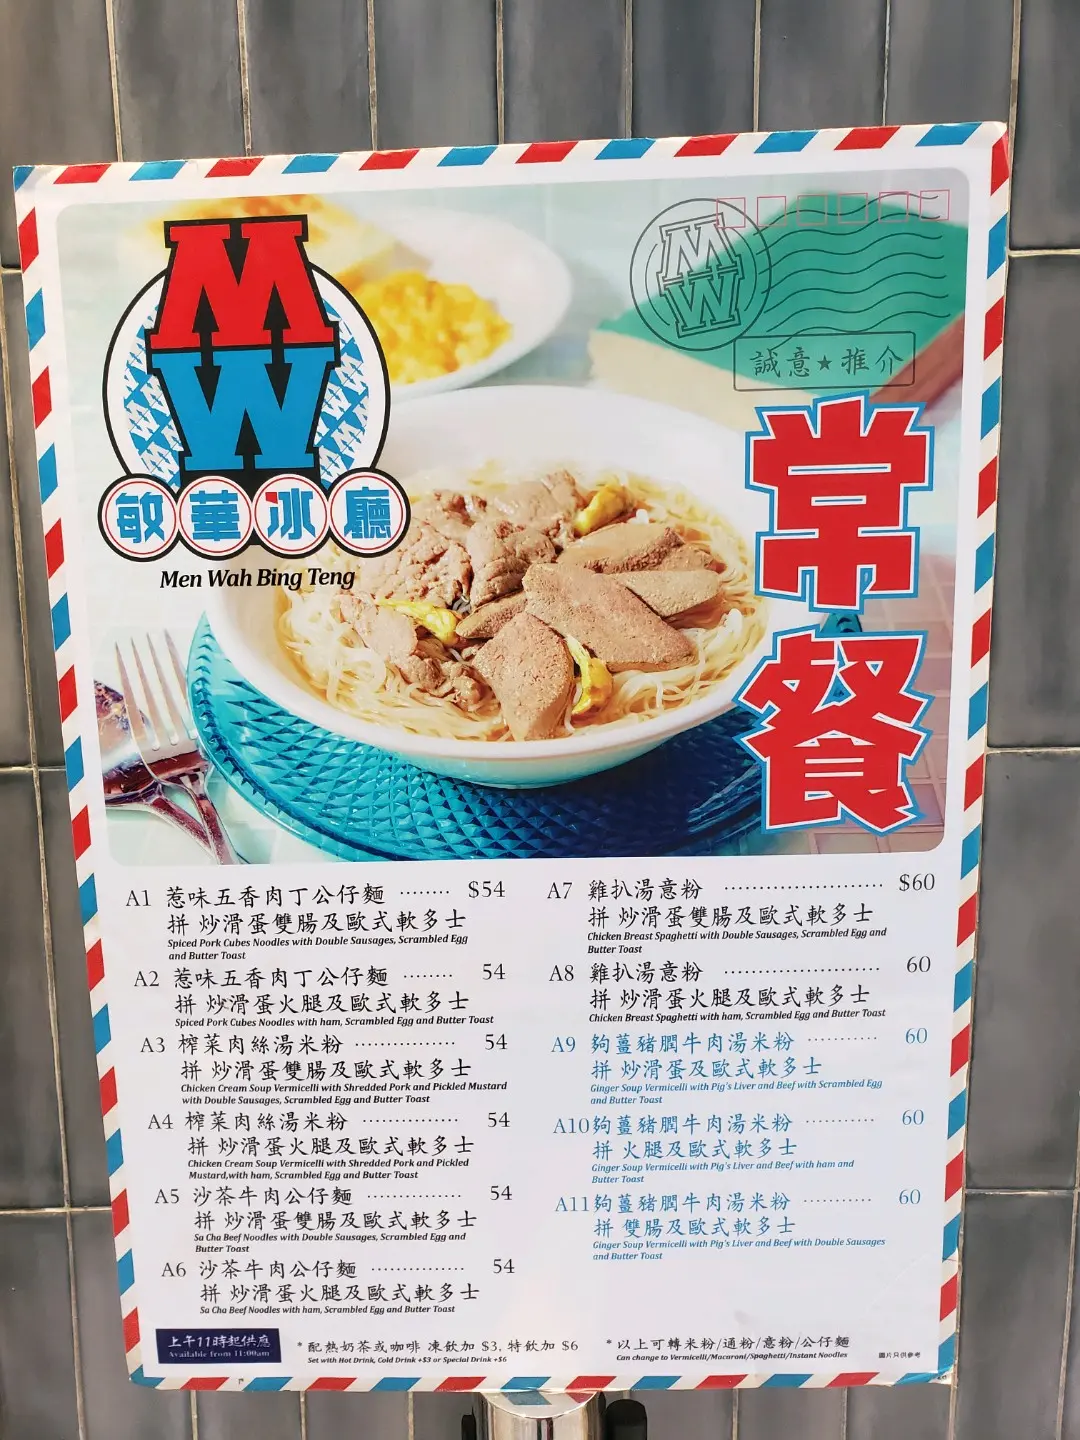 M
W
MW
誠意★推介
敏華冰廳
Men Wah Bing Teng
常餐
A1 惹味五香肉丁公仔麵 ········ $54
拼 炒滑蛋雙腸及歐式軟多士
Spiced Pork Cubes Noodles with Double Sausages, Scrambled Egg
and Butter Toast
A2 惹味五香肉丁公仔麵 ········ 54
拼 炒滑蛋火腿及歐式軟多士
Spiced Pork Cubes Noodles with ham, Scrambled Egg and Butter Toast
A3 榨菜肉絲湯米粉 ··············· 54
拼 炒滑蛋雙腸及歐式軟多士
Chicken Cream Soup Vermicelli with Shredded Pork and Pickled Mustard
with Double Sausages, Scrambled Egg and Butter Toast
A4 榨菜肉絲湯米粉 ··············· 54
拼 炒滑蛋火腿及歐式軟多士
Chicken Cream Soup Vermicelli with Shredded Pork and Pickled
Mustard,with ham, Scrambled Egg and Butter Toast
A5 沙茶牛肉公仔麵 ··············· 54
拼 炒滑蛋雙腸及歐式軟多士
Sa Cha Beef Noodles with Double Sausages, Scrambled Egg and
Butter Toast
A6 沙茶牛肉公仔麵 ··············· 54
拼 炒滑蛋火腿及歐式軟多士
Sa Cha Beef Noodles with ham, Scrambled Egg and Butter Toast
A7 雞扒湯意粉 ························ $60
拼 炒滑蛋雙腸及歐式軟多士
Chicken Breast Spaghetti with Double Sausages, Scrambled Egg and
Butter Toast
A8 雞扒湯意粉 ························ 60
拼 炒滑蛋火腿及歐式軟多士
Chicken Breast Spaghetti with ham, Scrambled Egg and Butter Toast
A9 夠薑豬膶牛肉湯米粉 ··········· 60
拼 炒滑蛋及歐式軟多士
Ginger Soup Vermicelli with Pig's Liver and Beef with Scrambled Egg
and Butter Toast
A10 夠薑豬膶牛肉湯米粉 ··········· 60
拼 火腿及歐式軟多士
Ginger Soup Vermicelli with Pig's Liver and Beef with ham and
Butter Toast
A11 夠薑豬膶牛肉湯米粉 ··········· 60
拼 雙腸及歐式軟多士
Ginger Soup Vermicelli with Pig's Liver and Beef with Double Sausages
and Butter Toast
上午11時起供應
Available from 11:00am
* 配熱奶茶或咖啡 凍飲加 $3, 特飲加 $6
Set with Hot Drink, Cold Drink +$3 or Special Drink +$6
* 以上可轉米粉/通粉/意粉/公仔麵
Can change to Vermicelli/Macaroni/Spaghetti/Instant Noodles
圖片只供參考